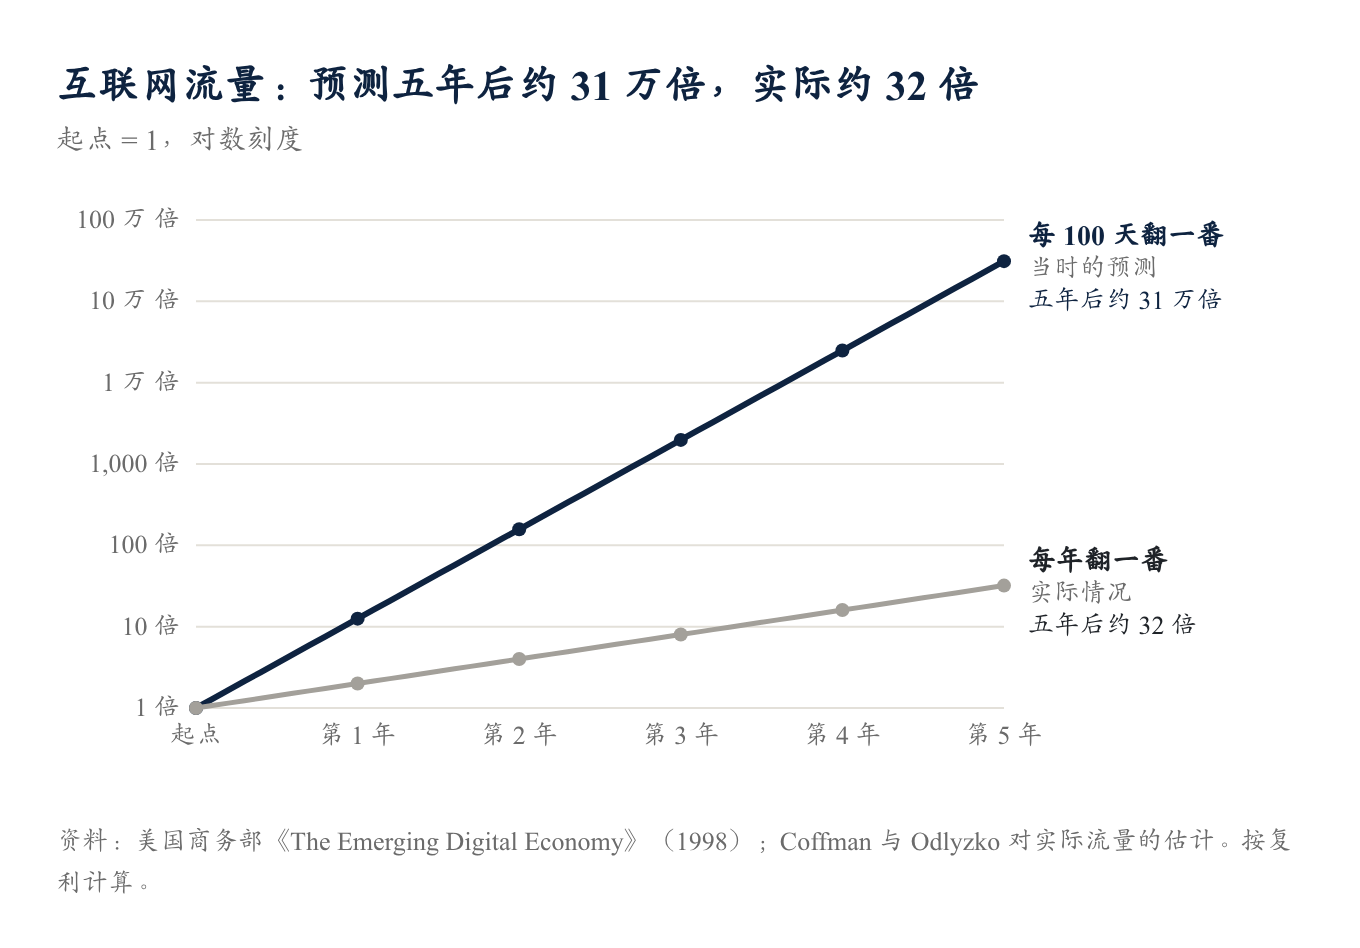 互联网流量：预测五年后约 31 万倍，实际约 32 倍
起点 = 1，对数刻度
100 万 倍
10 万 倍
1 万 倍
1,000 倍
100 倍
10 倍
1 倍
起点
第 1 年
第 2 年
第 3 年
第 4 年
第 5 年
每 100 天翻一番
当时的预测
五年后约 31 万倍
每年翻一番
实际情况
五年后约 32 倍
资料：美国商务部《The Emerging Digital Economy》（1998）；Coffman 与 Odlyzko 对实际流量的估计。按复
利计算。